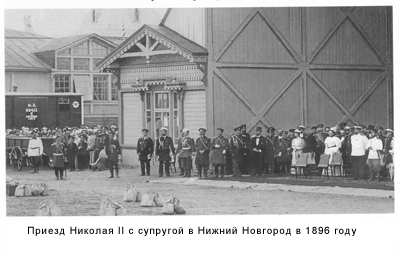 Приезд Николая II с супругой в Нижний Новгород в 1896 году